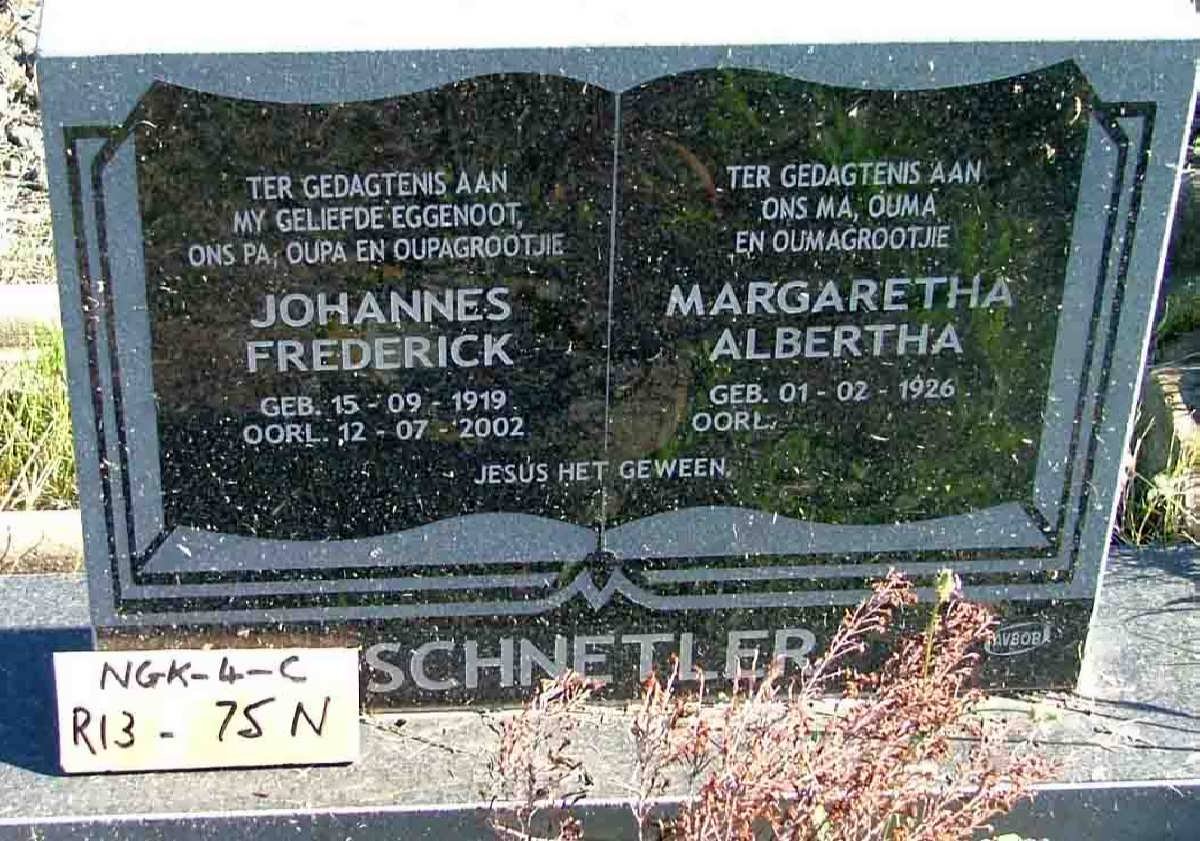 TER GEDAGTENIS AAN
MY GELIEFDE EGGENOOT,
ONS PA, OUPA EN OUPAGROOTJIE
JOHANNES
FREDERICK
GEB. 15 - 09 - 1919
OORL. 12 - 07 - 2002
TER GEDAGTENIS AAN
ONS MA, OUMA
EN OUMAGROOTJIE
MARGARETHA
ALBERTHA
GEB. 01 - 02 - 1926
OORL.
JESUS HET GEWEEN.
SCHNETLER
AVBOB
NGK-4-C
R13 - 75 N